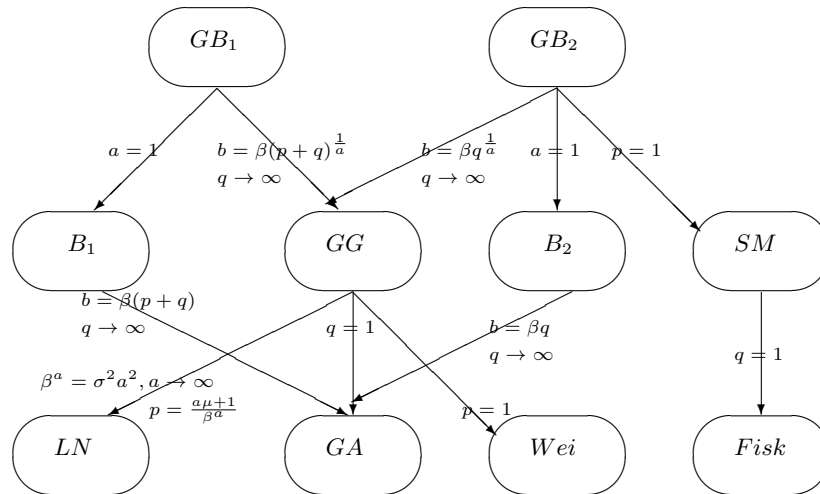 GB₁
GB₂
a = 1
b = β(p + q)^{1/a}
q → ∞
b = βq^{1/a}
q → ∞
a = 1
p = 1
B₁
GG
B₂
SM
b = β(p + q)
q → ∞
q = 1
b = βq
q → ∞
q = 1
β^a = σ²a², a → ∞
p = \frac{aμ+1}{β^a}
p = 1
LN
GA
Wei
Fisk